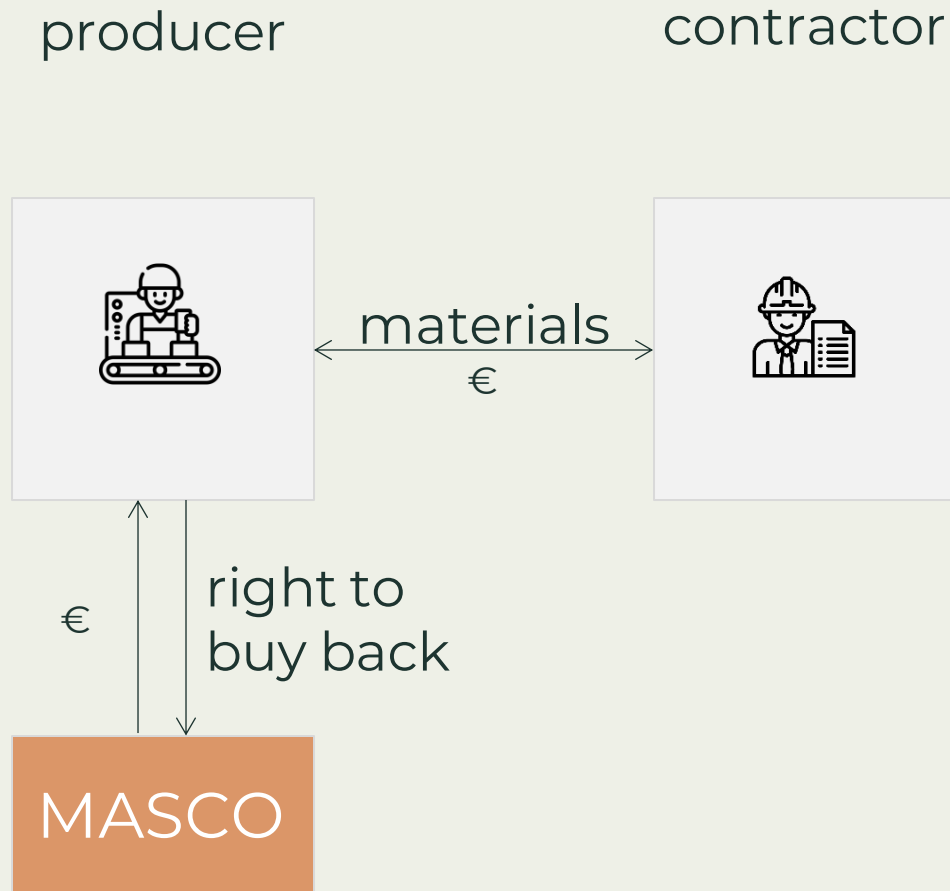 producer
contractor
materials
€
right to
buy back
€
MASCO